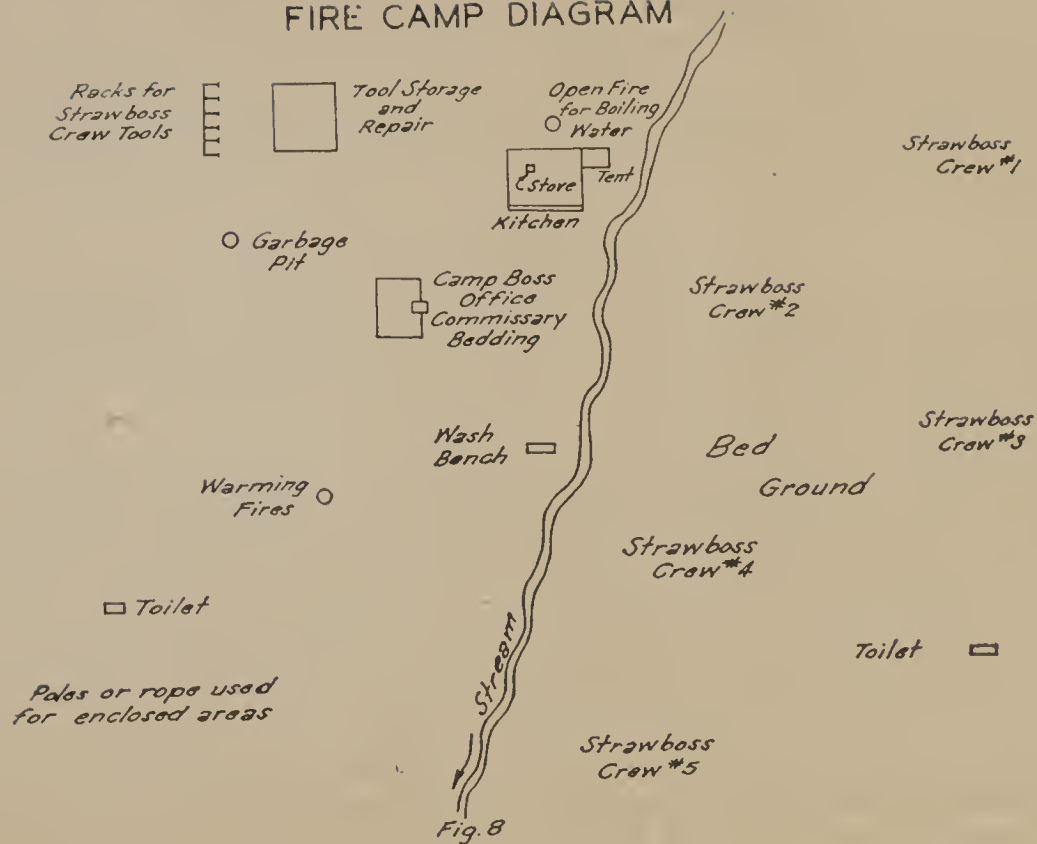 FIRE CAMP DIAGRAM
Racks for
Strawboss
Crew Tools
Tool Storage
and
Repair
Open Fire
for Boiling
Water
Stove
Tent
Kitchen
Strawboss
Crew #1
Garbage
Pit
Camp Boss
Office
Commissary
Bedding
Strawboss
Crew #2
Wash
Bench
Bed
Ground
Strawboss
Crew #3
Warming
Fires
Strawboss
Crew #4
Toilet
Toilet
Stream
Poles or rope used
for enclosed areas
Strawboss
Crew #5
Fig. 8